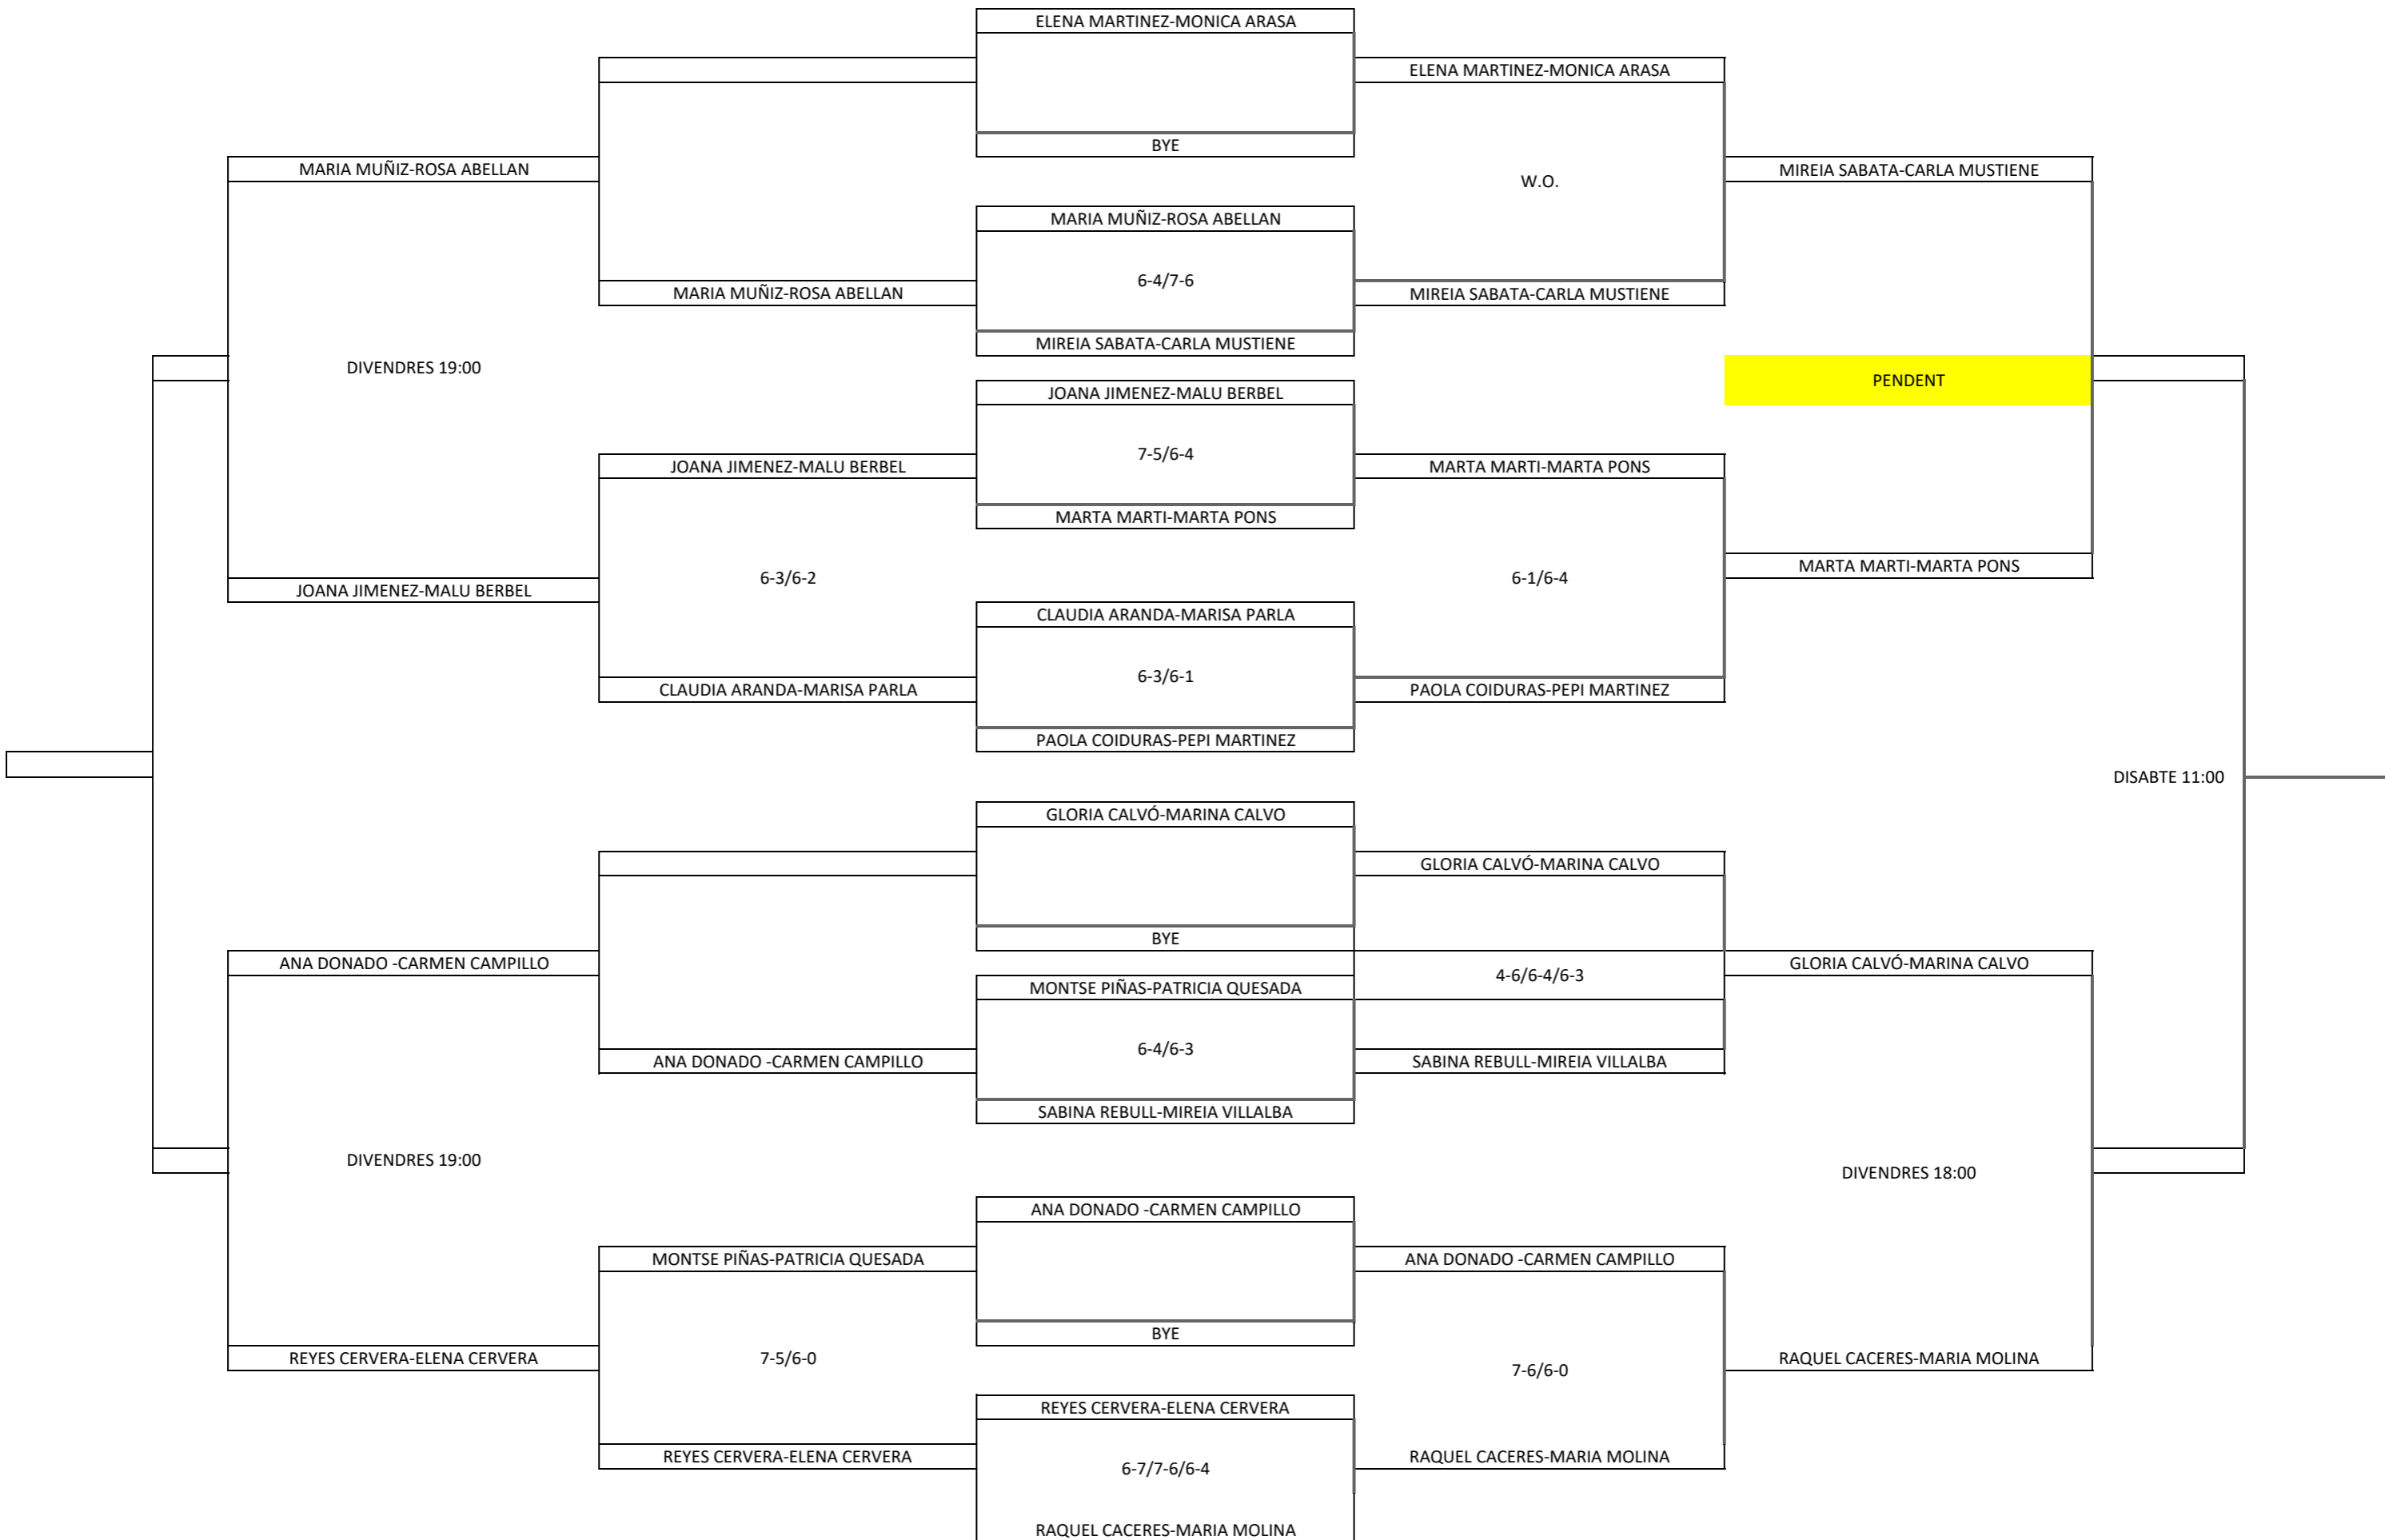 ELENA MARTINEZ-MONICA ARASA
ELENA MARTINEZ-MONICA ARASA
BYE
MARIA MUÑIZ-ROSA ABELLAN
MIREIA SABATA-CARLA MUSTIENE
W.O.
MARIA MUÑIZ-ROSA ABELLAN
6-4/7-6
MARIA MUÑIZ-ROSA ABELLAN
MIREIA SABATA-CARLA MUSTIENE
MIREIA SABATA-CARLA MUSTIENE
DIVENDRES 19:00
PENDENT
JOANA JIMENEZ-MALU BERBEL
7-5/6-4
JOANA JIMENEZ-MALU BERBEL
MARTA MARTI-MARTA PONS
MARTA MARTI-MARTA PONS
MARTA MARTI-MARTA PONS
6-3/6-2
6-1/6-4
JOANA JIMENEZ-MALU BERBEL
CLAUDIA ARANDA-MARISA PARLA
6-3/6-1
CLAUDIA ARANDA-MARISA PARLA
PAOLA COIDURAS-PEPI MARTINEZ
PAOLA COIDURAS-PEPI MARTINEZ
DISABTE 11:00
GLORIA CALVÓ-MARINA CALVO
GLORIA CALVÓ-MARINA CALVO
BYE
ANA DONADO -CARMEN CAMPILLO
GLORIA CALVÓ-MARINA CALVO
4-6/6-4/6-3
MONTSE PIÑAS-PATRICIA QUESADA
6-4/6-3
ANA DONADO -CARMEN CAMPILLO
SABINA REBULL-MIREIA VILLALBA
SABINA REBULL-MIREIA VILLALBA
DIVENDRES 19:00
DIVENDRES 18:00
ANA DONADO -CARMEN CAMPILLO
MONTSE PIÑAS-PATRICIA QUESADA
ANA DONADO -CARMEN CAMPILLO
BYE
REYES CERVERA-ELENA CERVERA
7-5/6-0
RAQUEL CACERES-MARIA MOLINA
7-6/6-0
REYES CERVERA-ELENA CERVERA
REYES CERVERA-ELENA CERVERA
RAQUEL CACERES-MARIA MOLINA
6-7/7-6/6-4
RAQUEL CACERES-MARIA MOLINA